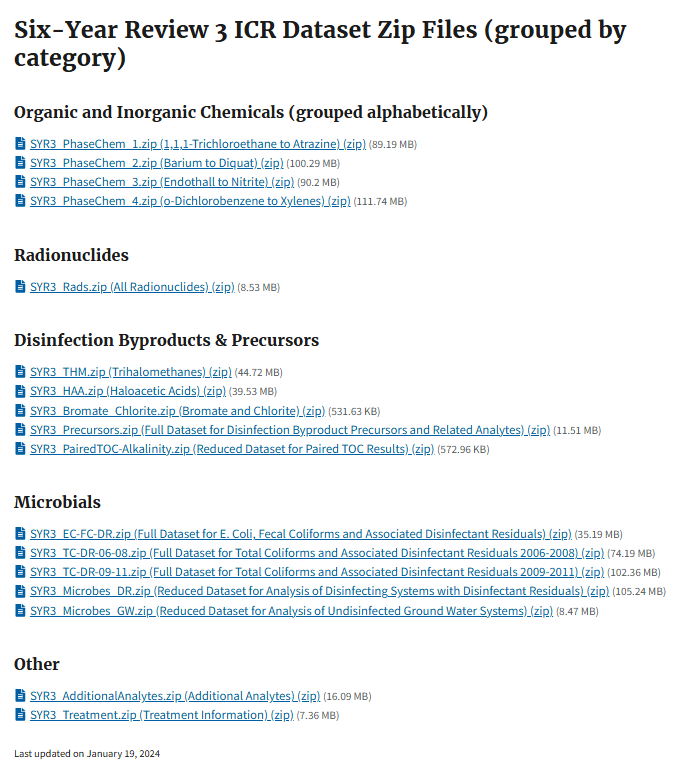 Six-Year Review 3 ICR Dataset Zip Files (grouped by
category)
Organic and Inorganic Chemicals (grouped alphabetically)
SYR3_PhaseChem_1.zip (1,1,1-Trichloroethane to Atrazine) (zip) (89.19 MB)
SYR3_PhaseChem_2.zip (Barium to Diquat) (zip) (100.29 MB)
SYR3_PhaseChem_3.zip (Endothall to Nitrite) (zip) (90.2 MB)
SYR3_PhaseChem_4.zip (o-Dichlorobenzene to Xylenes) (zip) (111.74 MB)
Radionuclides
SYR3_Rads.zip (All Radionuclides) (zip) (8.53 MB)
Disinfection Byproducts & Precursors
SYR3_THM.zip (Trihalomethanes) (zip) (44.72 MB)
SYR3_HAA.zip (Haloacetic Acids) (zip) (39.53 MB)
SYR3_Bromate_Chlorite.zip (Bromate and Chlorite) (zip) (531.63 KB)
SYR3_Precursors.zip (Full Dataset for Disinfection Byproduct Precursors and Related Analytes) (zip) (11.51 MB)
SYR3_PairedTOC-Alkalinity.zip (Reduced Dataset for Paired TOC Results) (zip) (572.96 KB)
Microbials
SYR3_EC-FC-DR.zip (Full Dataset for E. Coli, Fecal Coliforms and Associated Disinfectant Residuals) (zip) (35.19 MB)
SYR3_TC-DR-06-08.zip (Full Dataset for Total Coliforms and Associated Disinfectant Residuals 2006-2008) (zip) (74.19 MB)
SYR3_TC-DR-09-11.zip (Full Dataset for Total Coliforms and Associated Disinfectant Residuals 2009-2011) (zip) (102.36 MB)
SYR3_Microbes_DR.zip (Reduced Dataset for Analysis of Disinfecting Systems with Disinfectant Residuals) (zip) (105.24 MB)
SYR3_Microbes_GW.zip (Reduced Dataset for Analysis of Undisinfected Ground Water Systems) (zip) (8.47 MB)
Other
SYR3_AdditionalAnalytes.zip (Additional Analytes) (zip) (16.09 MB)
SYR3_Treatment.zip (Treatment Information) (zip) (7.36 MB)
Last updated on January 19, 2024